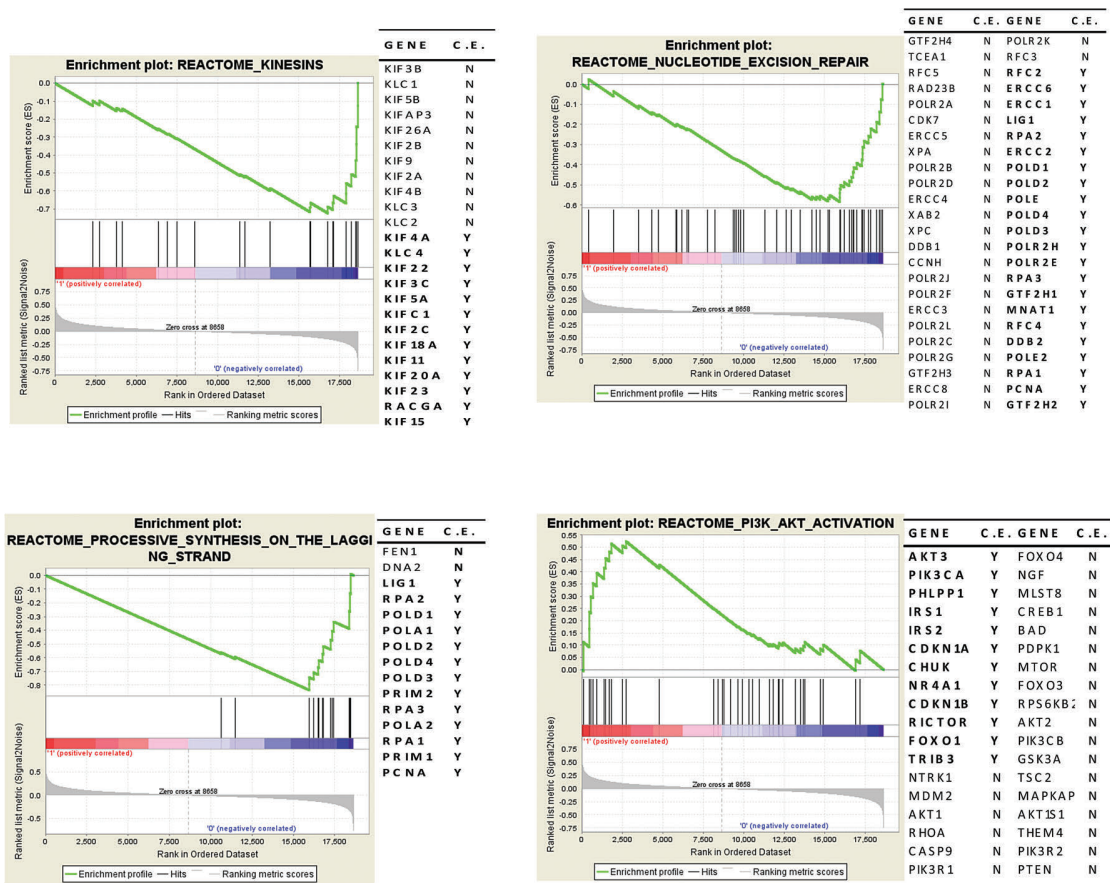 Enrichment plot: REACTOME_KINESINS
Enrichment score (ES)
0.0
-0.1
-0.2
-0.3
-0.4
-0.5
-0.6
-0.7
'1' (positively correlated)
Ranked list metric (Signal2Noise)
0.75
0.50
0.25
0.00
-0.25
-0.50
-0.75
Zero cross at 8658
'0' (negatively correlated)
0 2,500 5,000 7,500 10,000 12,500 15,000 17,500
Rank in Ordered Dataset
Enrichment profile Hits Ranking metric scores
GENE C.E.
KIF3B N
KLC1 N
KIF5B N
KIFAP3 N
KIF26A N
KIF2B N
KIF9 N
KIF2A N
KIF4B N
KLC3 N
KLC2 N
KIF4A Y
KLC4 Y
KIF22 Y
KIF3C Y
KIF5A Y
KIFC1 Y
KIF2C Y
KIF18A Y
KIF11 Y
KIF20A Y
KIF23 Y
RACGA Y
KIF15 Y
Enrichment plot:
REACTOME_NUCLEOTIDE_EXCISION_REPAIR
Enrichment score (ES)
0.0
-0.1
-0.2
-0.3
-0.4
-0.5
-0.6
'1' (positively correlated)
Ranked list metric (Signal2Noise)
0.75
0.50
0.25
0.00
-0.25
-0.50
-0.75
Zero cross at 8658
'0' (negatively correlated)
0 2,500 5,000 7,500 10,000 12,500 15,000 17,500
Rank in Ordered Dataset
Enrichment profile Hits Ranking metric scores
GENE C.E. GENE C.E.
GTF2H4 N POLR2K N
TCEA1 N RFC3 N
RFC5 N RFC2 Y
RAD23B N ERCC6 Y
POLR2A N ERCC1 Y
CDK7 N LIG1 Y
ERCC5 N RPA2 Y
XPA N ERCC2 Y
POLR2B N POLD1 Y
POLR2D N POLD2 Y
ERCC4 N POLE Y
XAB2 N POLD4 Y
XPC N POLD3 Y
DDB1 N POLR2H Y
CCNH N POLR2E Y
POLR2J N RPA3 Y
POLR2F N GTF2H1 Y
ERCC3 N MNAT1 Y
POLR2L N RFC4 Y
POLR2C N DDB2 Y
POLR2G N POLE2 Y
GTF2H3 N RPA1 Y
ERCC8 N PCNA Y
POLR2I N GTF2H2 Y
Enrichment plot:
REACTOME_PROCESSIVE_SYNTHESIS_ON_THE_LAGGI
NG_STRAND
Enrichment score (ES)
0.0
-0.1
-0.2
-0.3
-0.4
-0.5
-0.6
-0.7
-0.8
'1' (positively correlated)
Ranked list metric (Signal2Noise)
0.5
0.0
-0.5
Zero cross at 8658
'0' (negatively correlated)
0 2,500 5,000 7,500 10,000 12,500 15,000 17,500
Rank in Ordered Dataset
Enrichment profile Hits Ranking metric scores
GENE C.E.
FEN1 N
DNA2 N
LIG1 Y
RPA2 Y
POLD1 Y
POLA1 Y
POLD2 Y
POLD4 Y
POLD3 Y
PRIM2 Y
RPA3 Y
POLA2 Y
RPA1 Y
PRIM1 Y
PCNA Y
Enrichment plot: REACTOME_PI3K_AKT_ACTIVATION
Enrichment score (ES)
0.55
0.50
0.45
0.40
0.35
0.30
0.25
0.20
0.15
0.10
0.05
0.00
'1' (positively correlated)
Ranked list metric (Signal2Noise)
0.75
0.50
0.25
0.00
-0.25
-0.50
-0.75
Zero cross at 8658
'0' (negatively correlated)
0 2,500 5,000 7,500 10,000 12,500 15,000 17,500
Rank in Ordered Dataset
Enrichment profile Hits Ranking metric scores
GENE C.E. GENE C.E.
AKT3 Y FOXO4 N
PIK3CA Y NGF N
PHLPP1 Y MLST8 N
IRS1 Y CREB1 N
IRS2 Y BAD N
CDKN1A Y PDPK1 N
CHUK Y MTOR N
NR4A1 Y FOXO3 N
CDKN1B Y RPS6KB2 N
RICTOR Y AKT2 N
FOXO1 Y PIK3CB N
TRIB3 Y GSK3A N
NTRK1 N TSC2 N
MDM2 N MAPKAP N
AKT1 N AKT1S1 N
RHOA N THEM4 N
CASP9 N PIK3R2 N
PIK3R1 N PTEN N